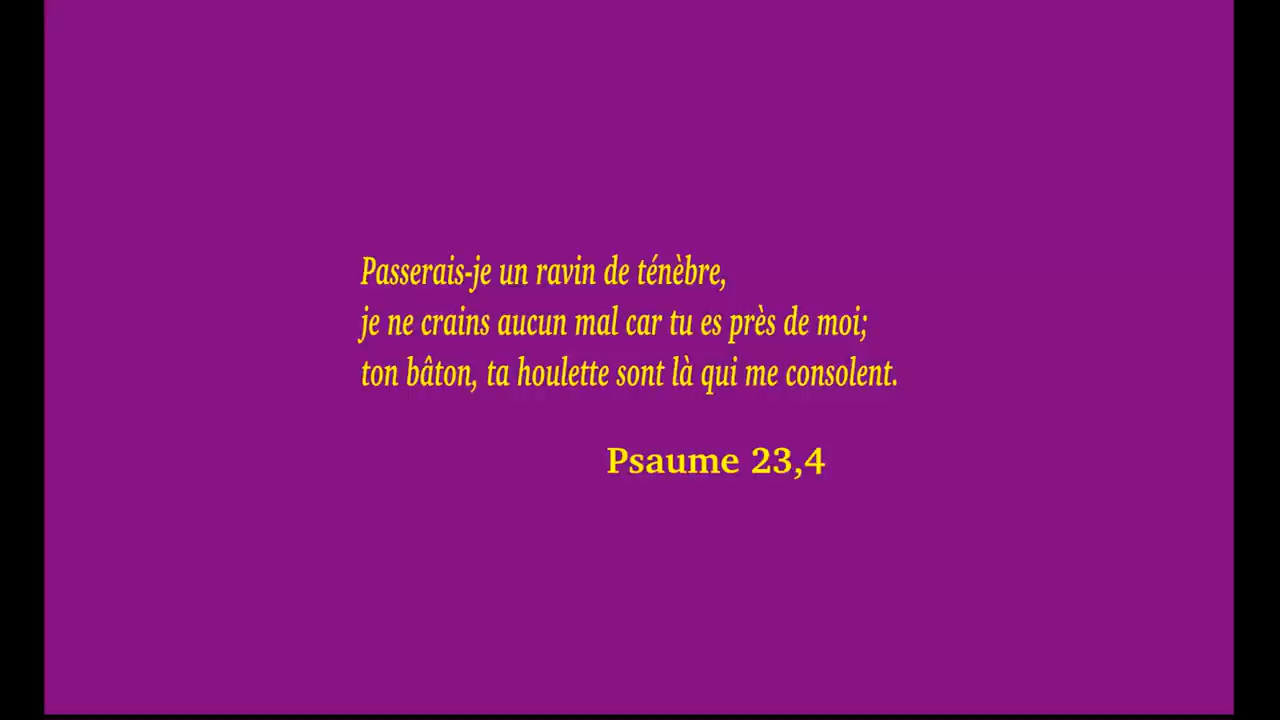 Passerais-je un ravin de ténèbre,
je ne crains aucun mal car tu es près de moi;
ton bâton, ta houlette sont là qui me consolent.
Psaume 23,4